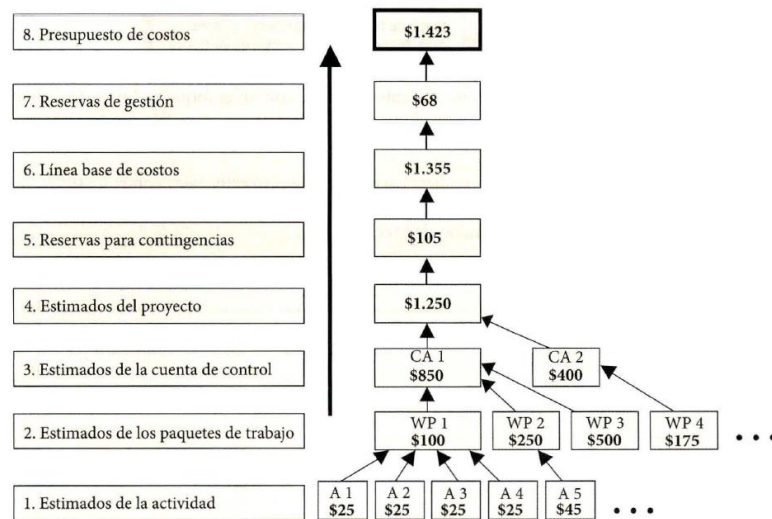 8. Presupuesto de costos
$1.423
7. Reservas de gestión
$68
6. Línea base de costos
$1.355
5. Reservas para contingencias
$105
4. Estimados del proyecto
$1.250
3. Estimados de la cuenta de control
CA 1
$850
CA 2
$400
2. Estimados de los paquetes de trabajo
WP 1
$100
WP 2
$250
WP 3
$500
WP 4
$175
• • •
1. Estimados de la actividad
A 1
$25
A 2
$25
A 3
$25
A 4
$25
A 5
$45
• • •